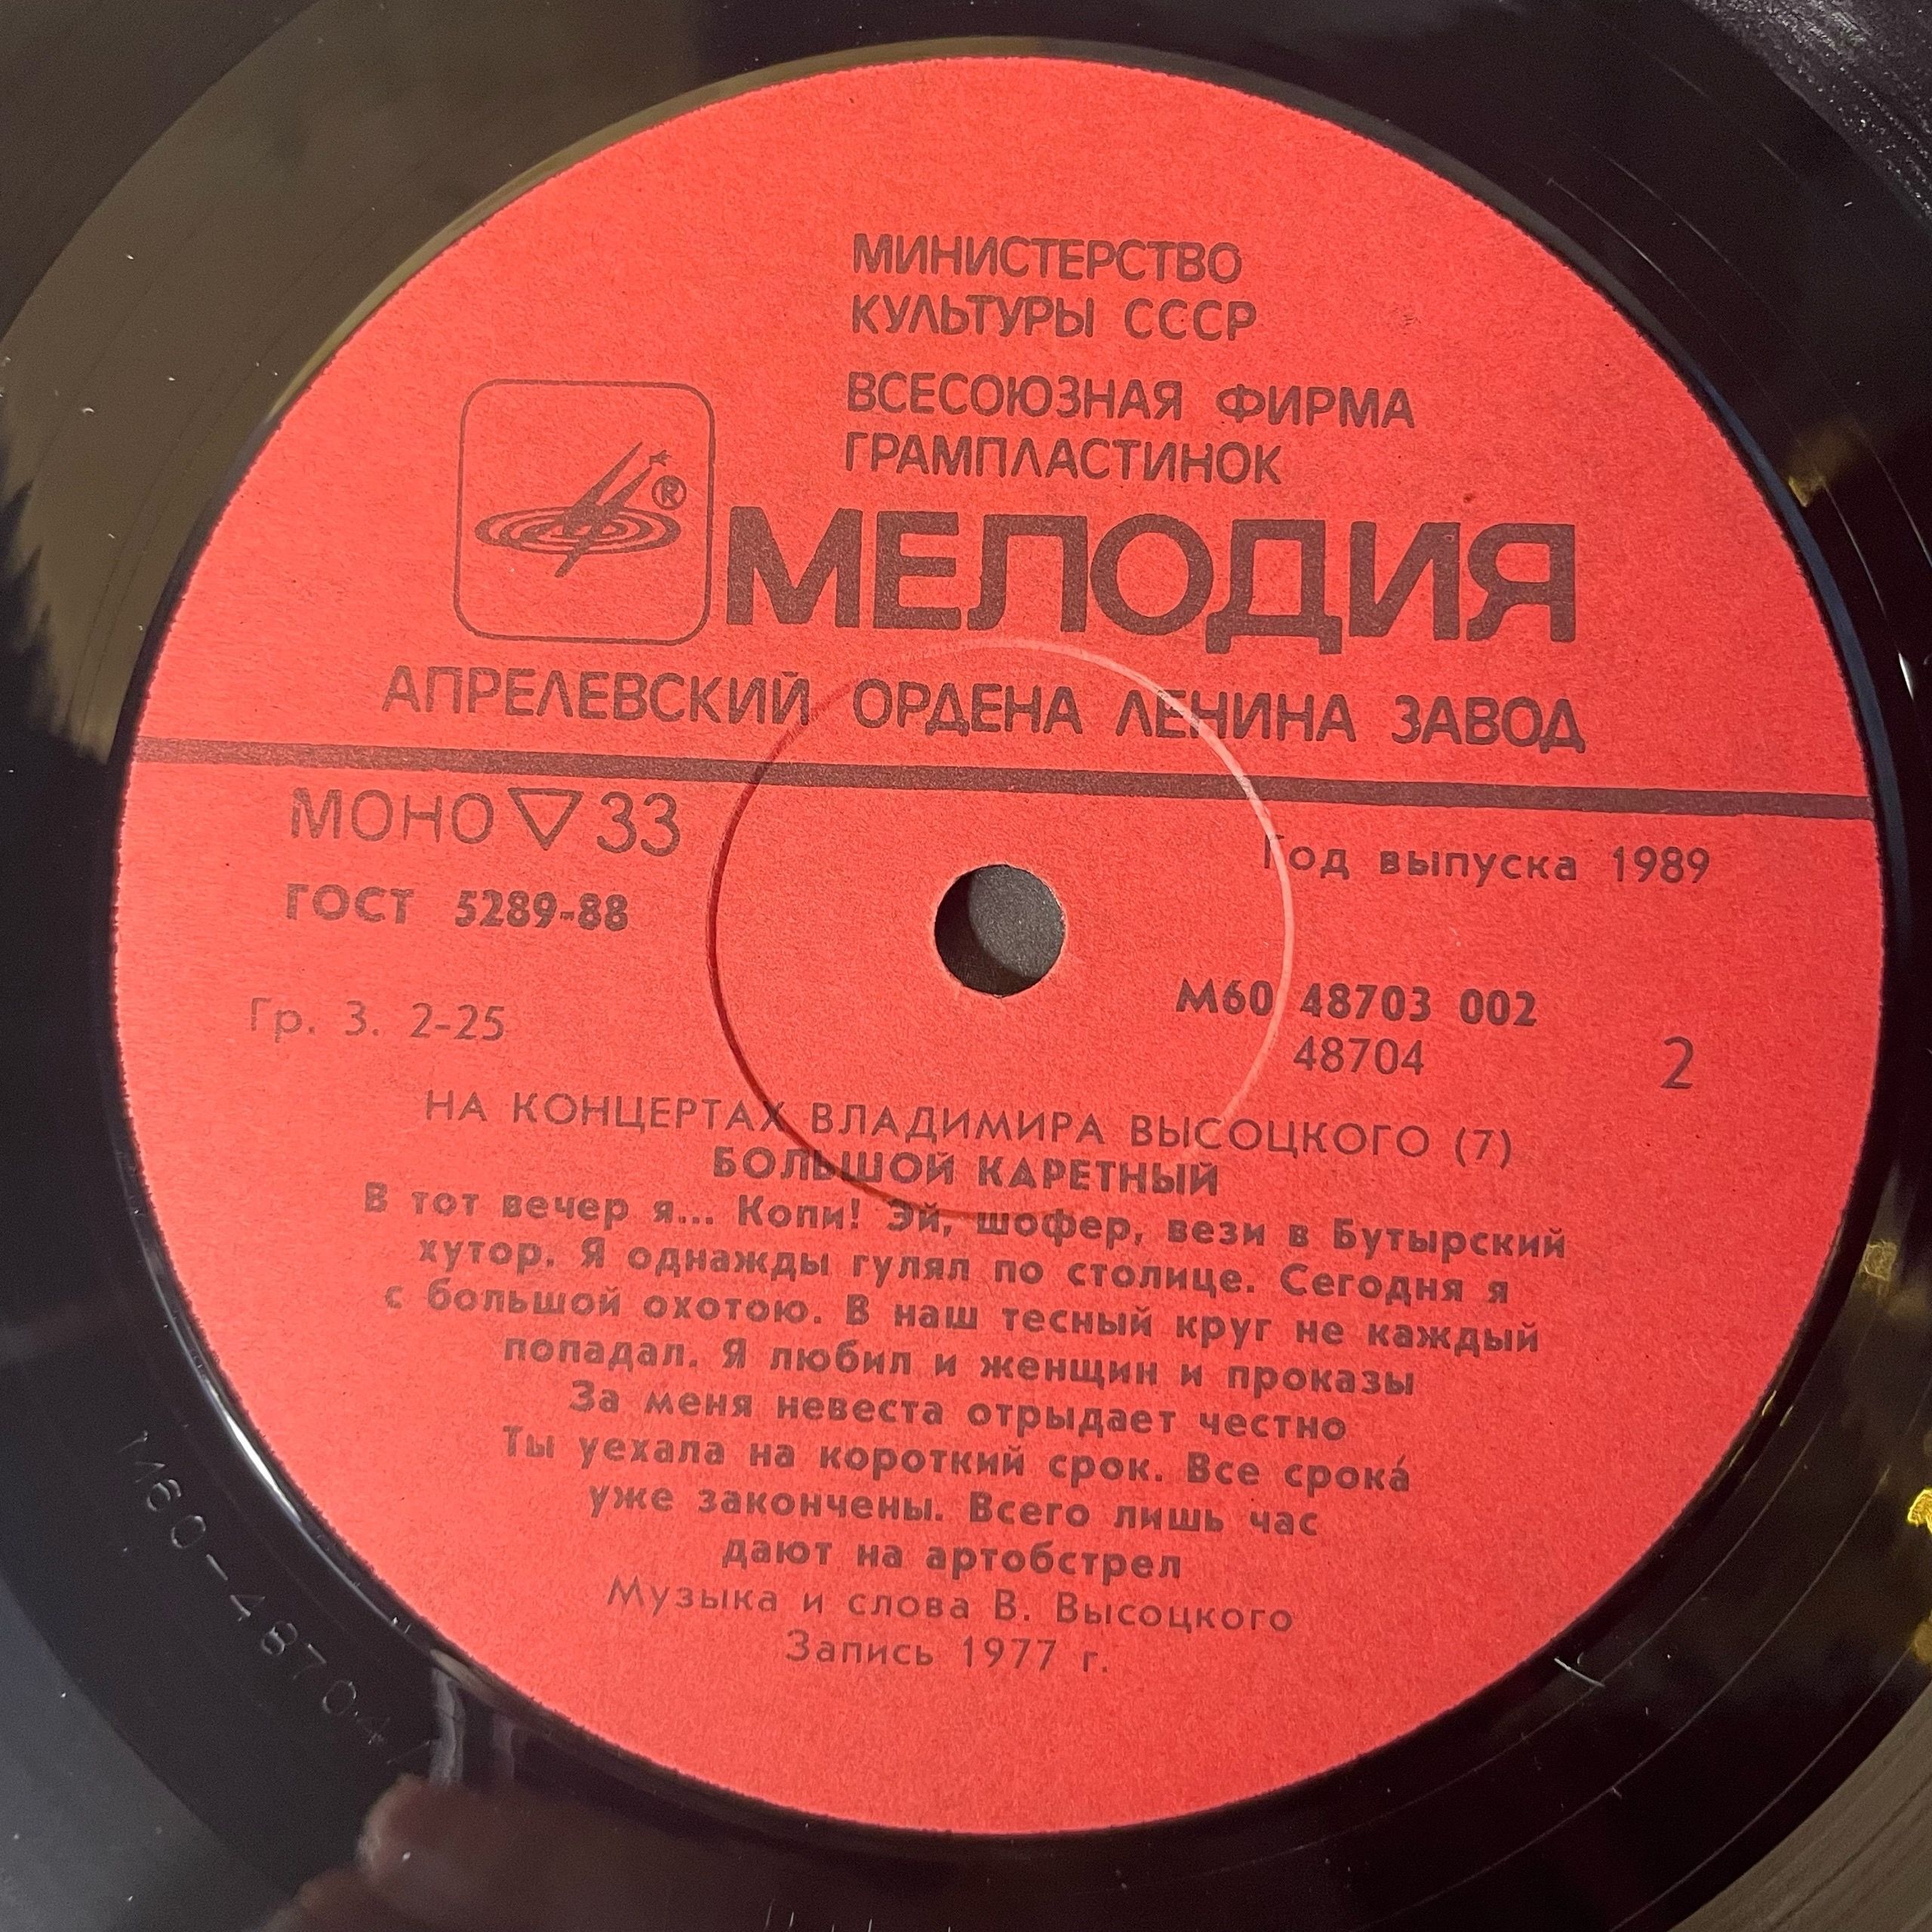 МИНИСТЕРСТВО
КУЛЬТУРЫ СССР
ВСЕСОЮЗНАЯ ФИРМА
ГРАМПЛАСТИНОК
®
МЕЛОДИЯ
АПРЕЛЕВСКИЙ ОРДЕНА ЛЕНИНА ЗАВОД
МОНО ▽ 33
Год выпуска 1989
ГОСТ 5289-88
М60 48703 002
Гр. 3. 2-25
48704
2
НА КОНЦЕРТАХ ВЛАДИМИРА ВЫСОЦКОГО (7)
БОЛЬШОЙ КАРЕТНЫЙ
В тот вечер я... Копи! Эй, шофер, вези в Бутырский
хутор. Я однажды гулял по столице. Сегодня я
с большой охотою. В наш тесный круг не каждый
попадал. Я любил и женщин и проказы
За меня невеста отрыдает честно
Ты уехала на короткий срок. Все срокá
уже закончены. Всего лишь час
дают на артобстрел
Музыка и слова В. Высоцкого
Запись 1977 г.
М60-48704